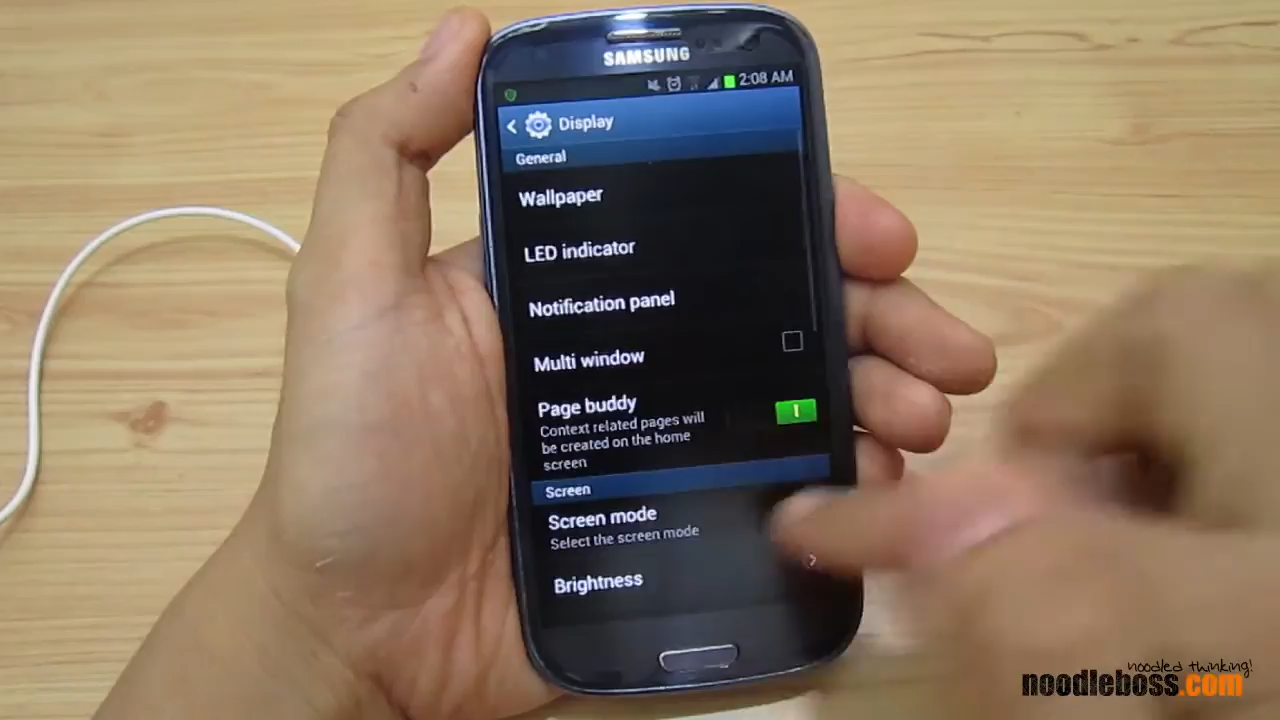 SAMSUNG
2:08 AM
Display
General
Wallpaper
LED indicator
Notification panel
Multi window
Page buddy
Context related pages will
be created on the home
screen
Screen
Screen mode
Select the screen mode
Brightness
noodled thinking!
noodleboss.com